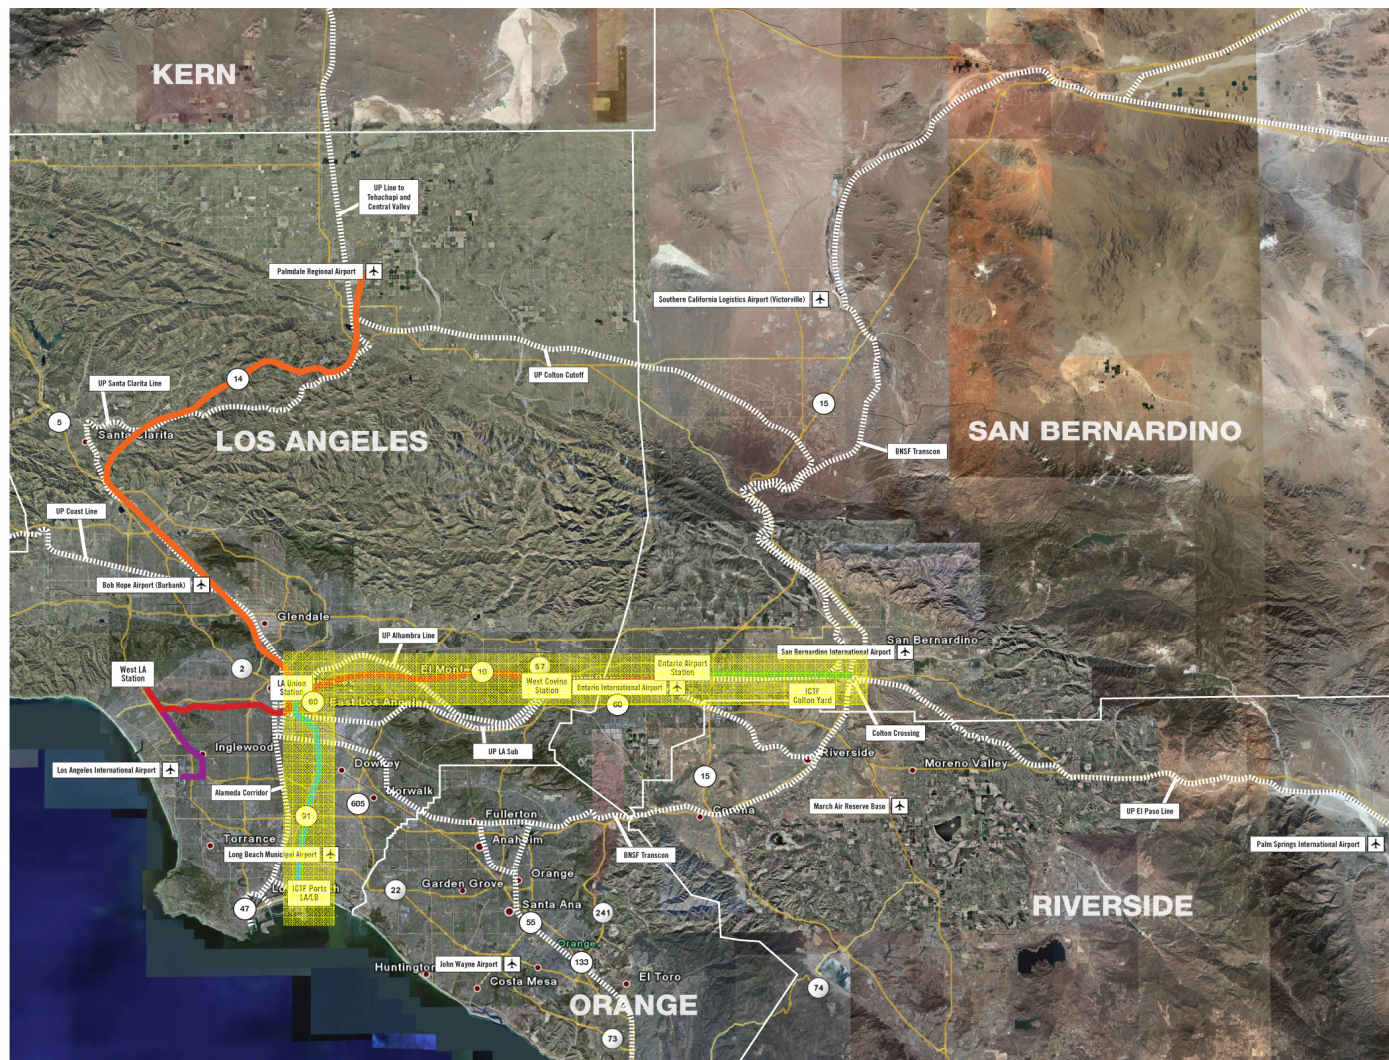 KERN
UP Line to
Tehachapi and
Central Valley
Palmdale Regional Airport
Southern California Logistics Airport (Victorville)
UP Santa Clarita Line
14
UP Colton Cutoff
15
5
Santa Clarita
LOS ANGELES
SAN BERNARDINO
BNSF Transcon
UP Coast Line
Bob Hope Airport (Burbank)
Glendale
UP Alhambra Line
San Bernardino
San Bernardino International Airport
2
West LA
Station
LA Union
Station
El Monte
10
57
West Covina
Station
Ontario Airport
Station
Ontario International Airport
ICTF
Colton Yard
60
East Los Angeles
60
Colton Crossing
UP LA Sub
Inglewood
Los Angeles International Airport
Downey
Riverside
Moreno Valley
15
Alameda Corridor
605
Norwalk
91
Fullerton
Corona
March Air Reserve Base
UP El Paso Line
Torrance
Long Beach Municipal Airport
Anaheim
BNSF Transcon
Palm Springs International Airport
ICTF Ports
LA/LB
22
Garden Grove
Orange
47
Santa Ana
55
241
RIVERSIDE
Orange
133
Huntington
John Wayne Airport
Costa Mesa
El Toro
74
ORANGE
73